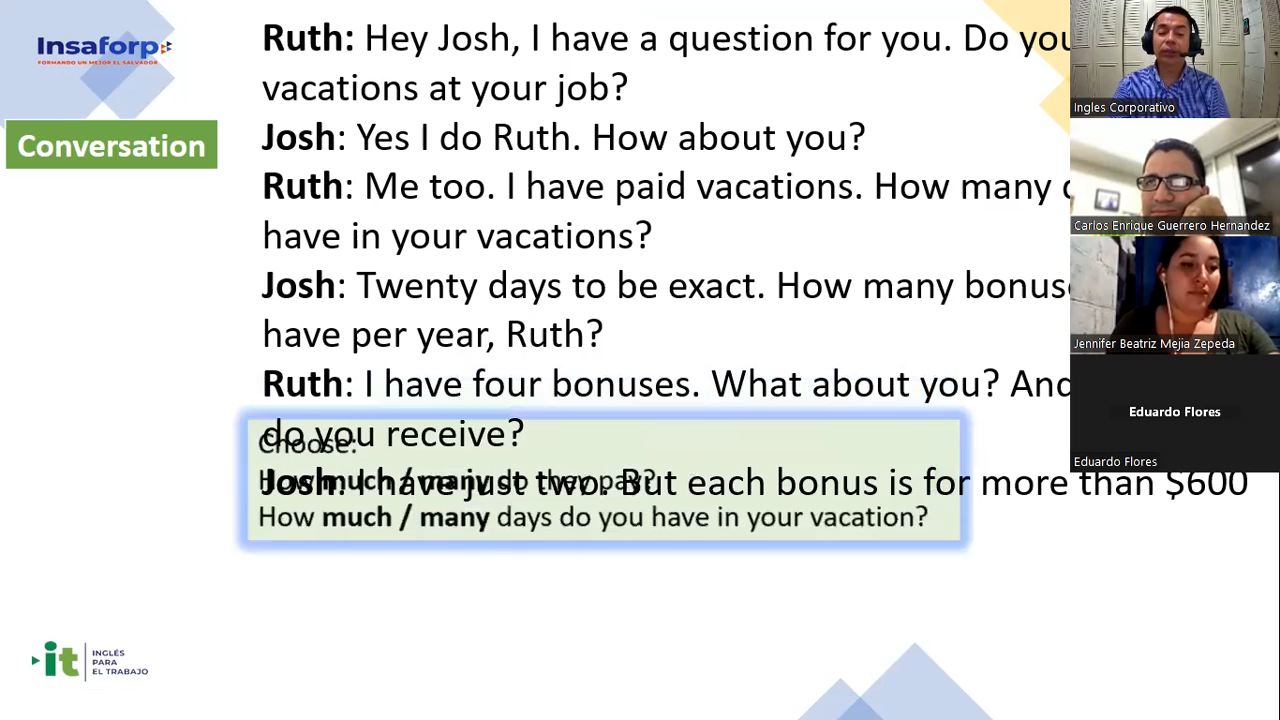 Insaforp
FORMANDO UN MEJOR EL SALVADOR
Conversation
Ruth: Hey Josh, I have a question for you. Do you
vacations at your job?
Josh: Yes I do Ruth. How about you?
Ruth: Me too. I have paid vacations. How many
have in your vacations?
Josh: Twenty days to be exact. How many
have per year, Ruth?
Ruth: I have four bonuses. What about you? And
do you receive?
Josh: I have just two. But each bonus is for more than $600
Choose:
How much / many do they pay?
How much / many days do you have in your vacation?
it INGLÉS
PARA
EL TRABAJO
Ingles Corporativo
Carlos Enrique Guerrero Hernandez
Jennifer Beatriz Mejia Zepeda
Eduardo Flores
Eduardo Flores